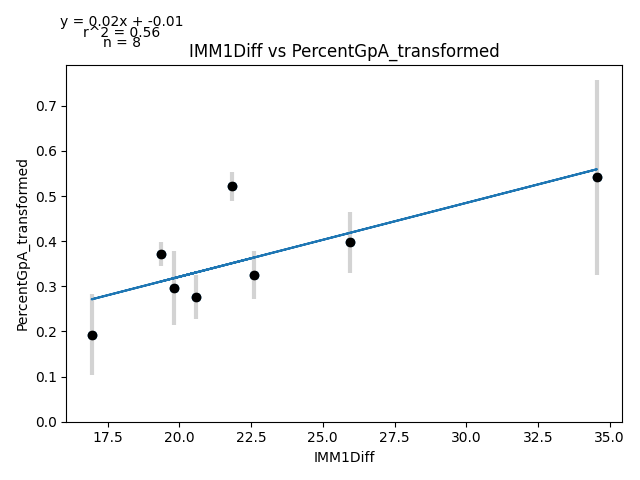 y = 0.02x + -0.01
r^2 = 0.56
n = 8
IMM1Diff vs PercentGpA_transformed
PercentGpA_transformed
0.7
0.6
0.5
0.4
0.3
0.2
0.1
0.0
17.5 20.0 22.5 25.0 27.5 30.0 32.5 35.0
IMM1Diff